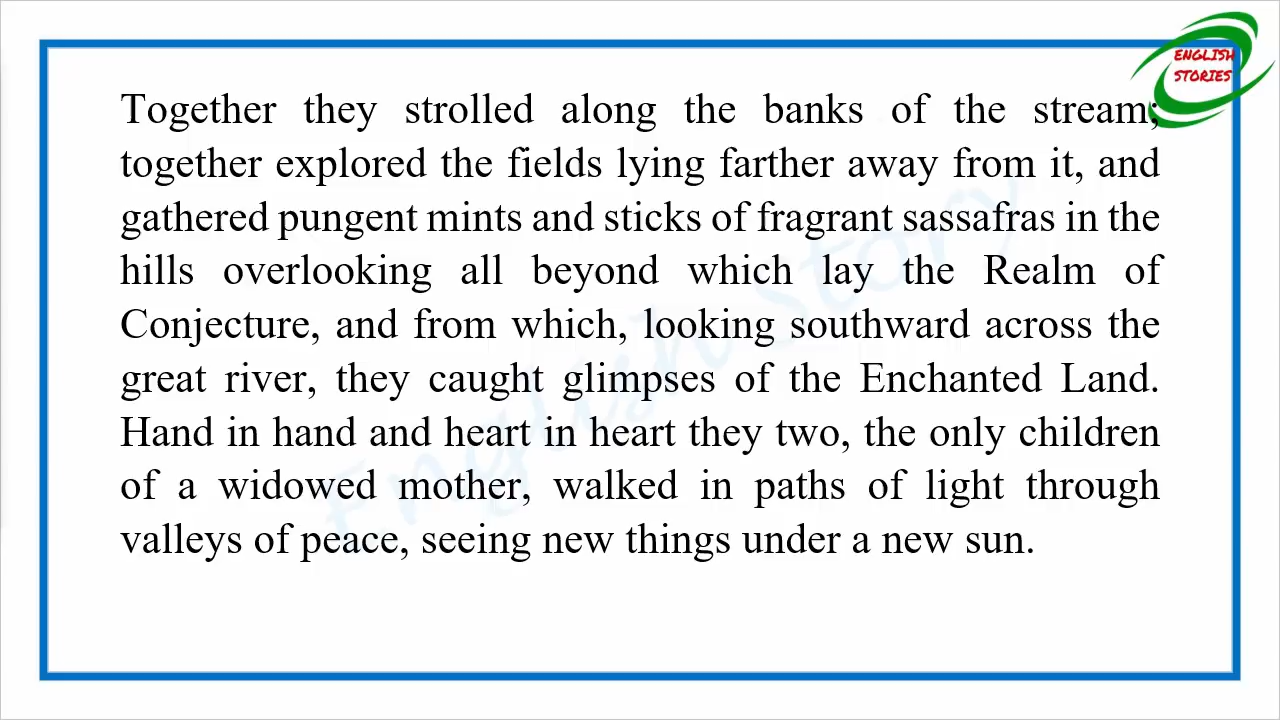 ENGLISH
STORIES
Together they strolled along the banks of the stream;
together explored the fields lying farther away from it, and
gathered pungent mints and sticks of fragrant sassafras in the
hills overlooking all beyond which lay the Realm of
Conjecture, and from which, looking southward across the
great river, they caught glimpses of the Enchanted Land.
Hand in hand and heart in heart they two, the only children
of a widowed mother, walked in paths of light through
valleys of peace, seeing new things under a new sun.
English Story